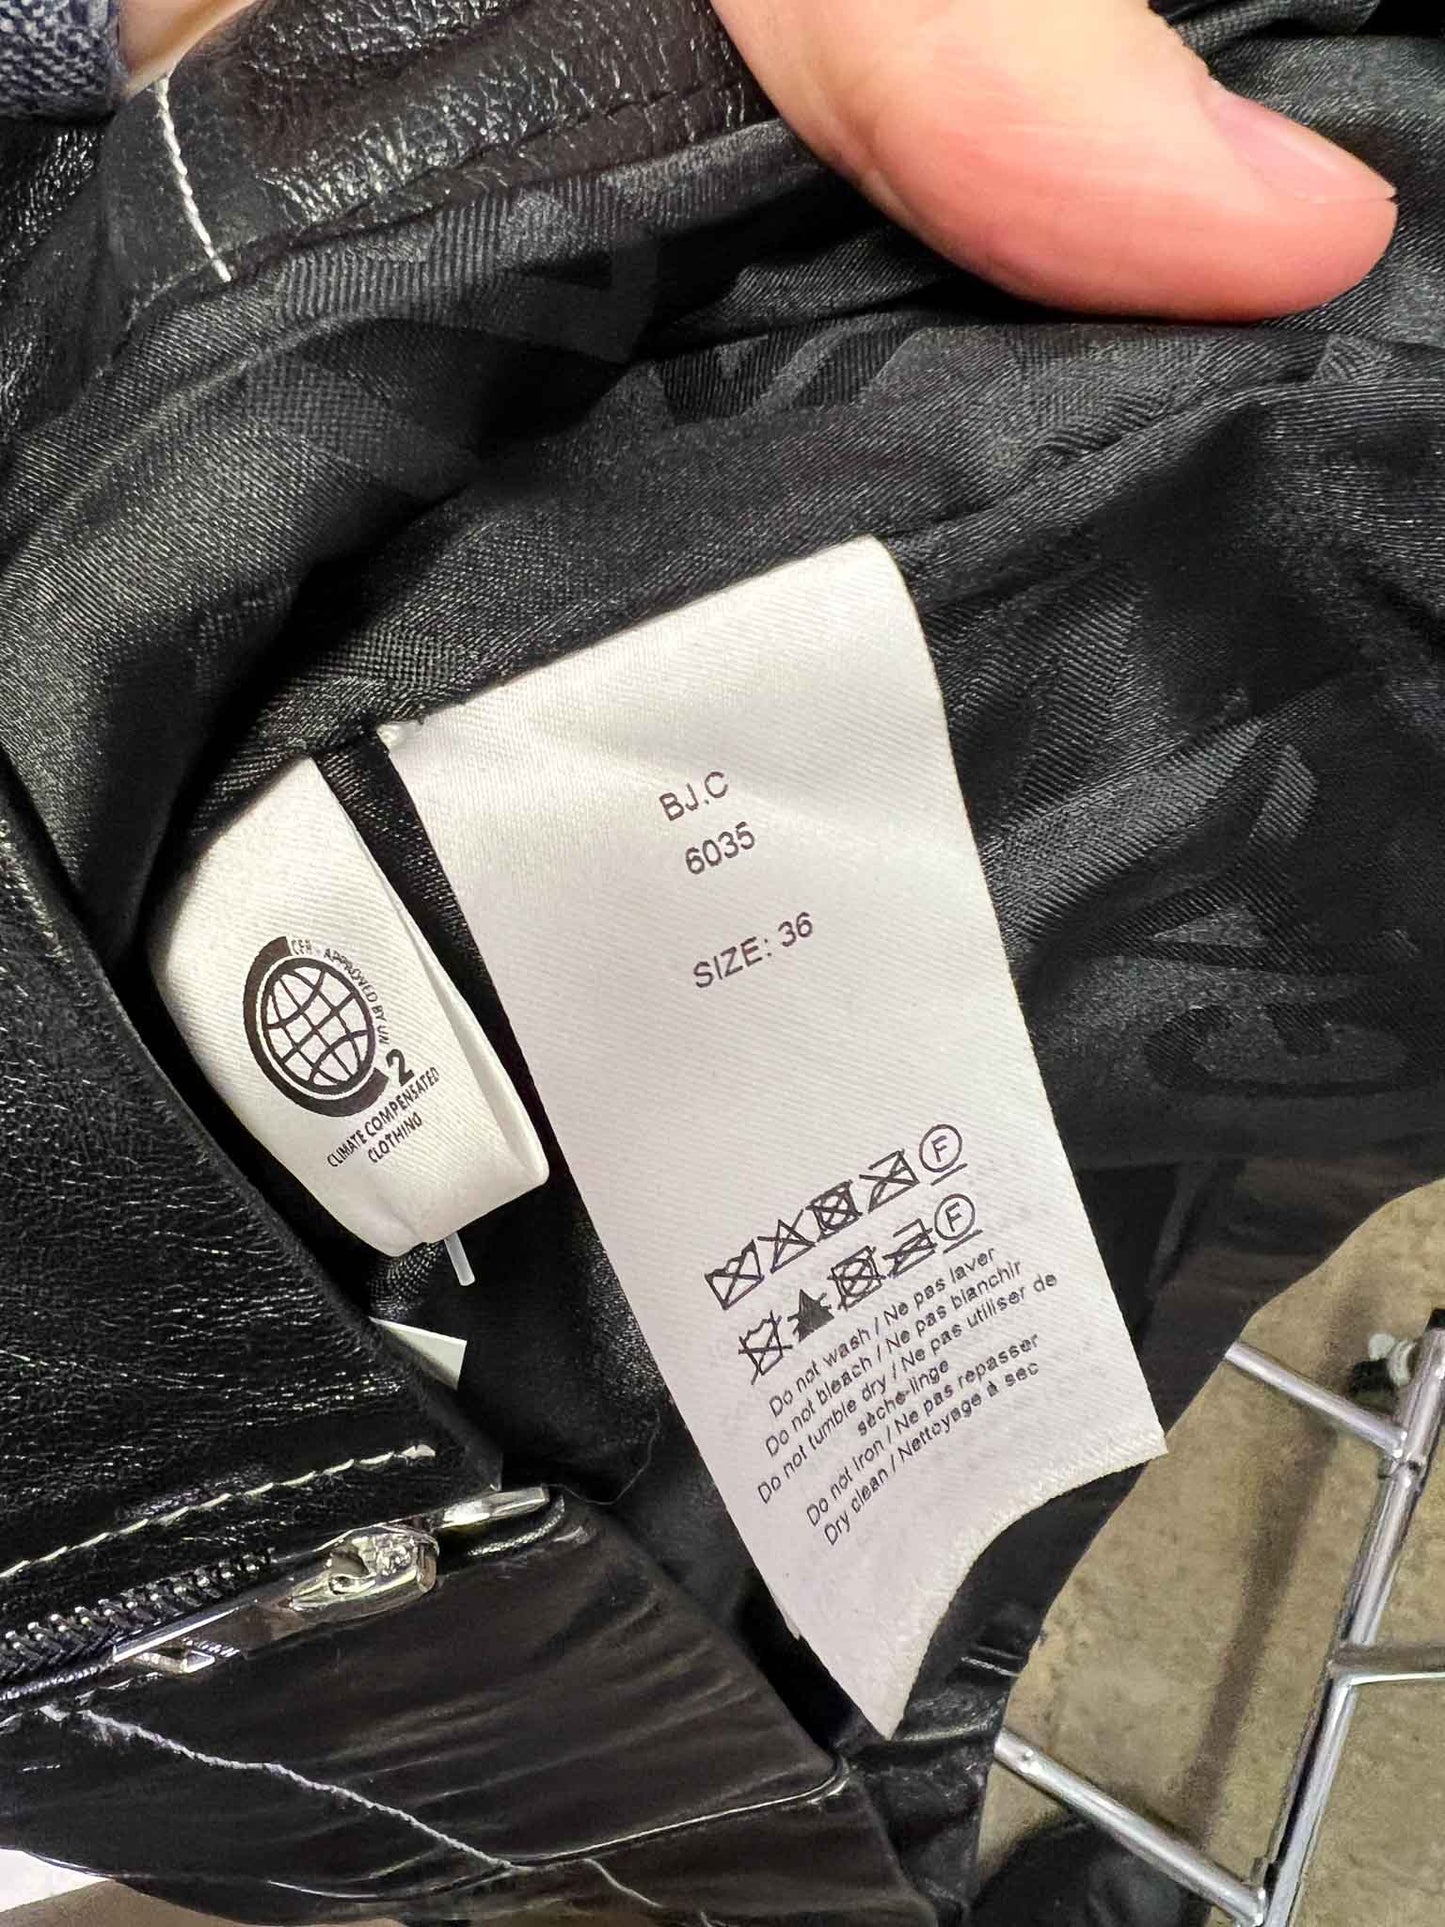 BJ.C
6035
SIZE: 36
CER - APPROVED BY UN
2
CLIMATE COMPENSATED
CLOTHING
F
F
Do not wash / Ne pas laver
Do not bleach / Ne pas blanchir
Do not tumble dry / Ne pas utiliser de
sèche-linge
Do not Iron / Ne pas repasser
Dry clean / Nettoyage à sec